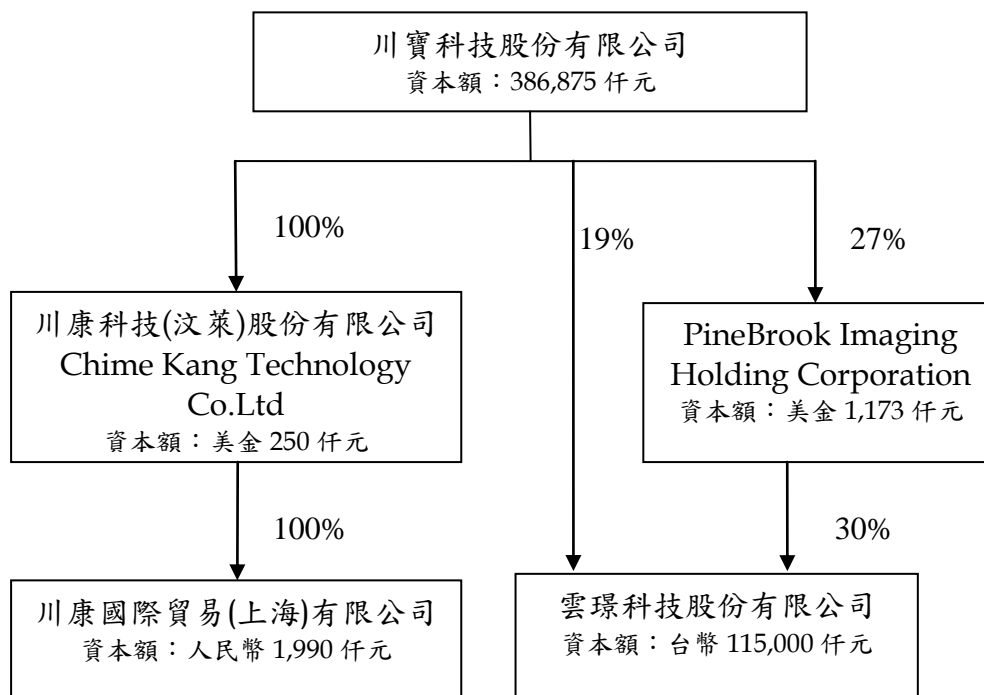 川寶科技股份有限公司
資本額：386,875 仟元
100%
19%
27%
川康科技(汶萊)股份有限公司
Chime Kang Technology
Co.Ltd
資本額：美金 250 仟元
PineBrook Imaging
Holding Corporation
資本額：美金 1,173 仟元
100%
30%
川康國際貿易(上海)有限公司
資本額：人民幣 1,990 仟元
雲璟科技股份有限公司
資本額：台幣 115,000 仟元